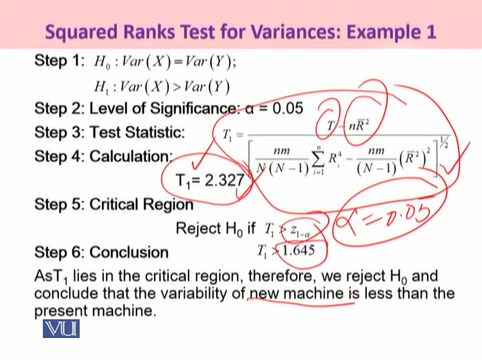 Squared Ranks Test for Variances: Example 1
Step 1: H₀ : Var(X) = Var(Y);
H₁ : Var(X) > Var(Y)
Step 2: Level of Significance: α = 0.05
Step 3: Test Statistic: T₁ = (T − nR̅²) / [ nm / N(N−1) ∑ᵢ₌₁ⁿ Rᵢ⁴ − nm / (N−1) (R̅²)² ]^½
Step 4: Calculation:
T₁= 2.327
α = 0.05
Step 5: Critical Region
Reject H₀ if T₁ > z₁₋α
T₁ > 1.645
Step 6: Conclusion
AsT₁ lies in the critical region, therefore, we reject H₀ and
conclude that the variability of new machine is less than the
present machine.
VU